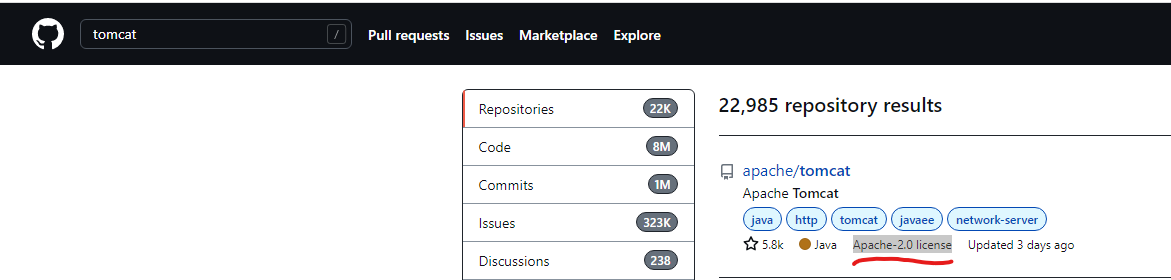 tomcat / Pull requests Issues Marketplace Explore
Repositories 22K
Code 8M
Commits 1M
Issues 323K
Discussions 238
22,985 repository results
apache/tomcat
Apache Tomcat
java http tomcat javaee network-server
5.8k Java Apache-2.0 license Updated 3 days ago